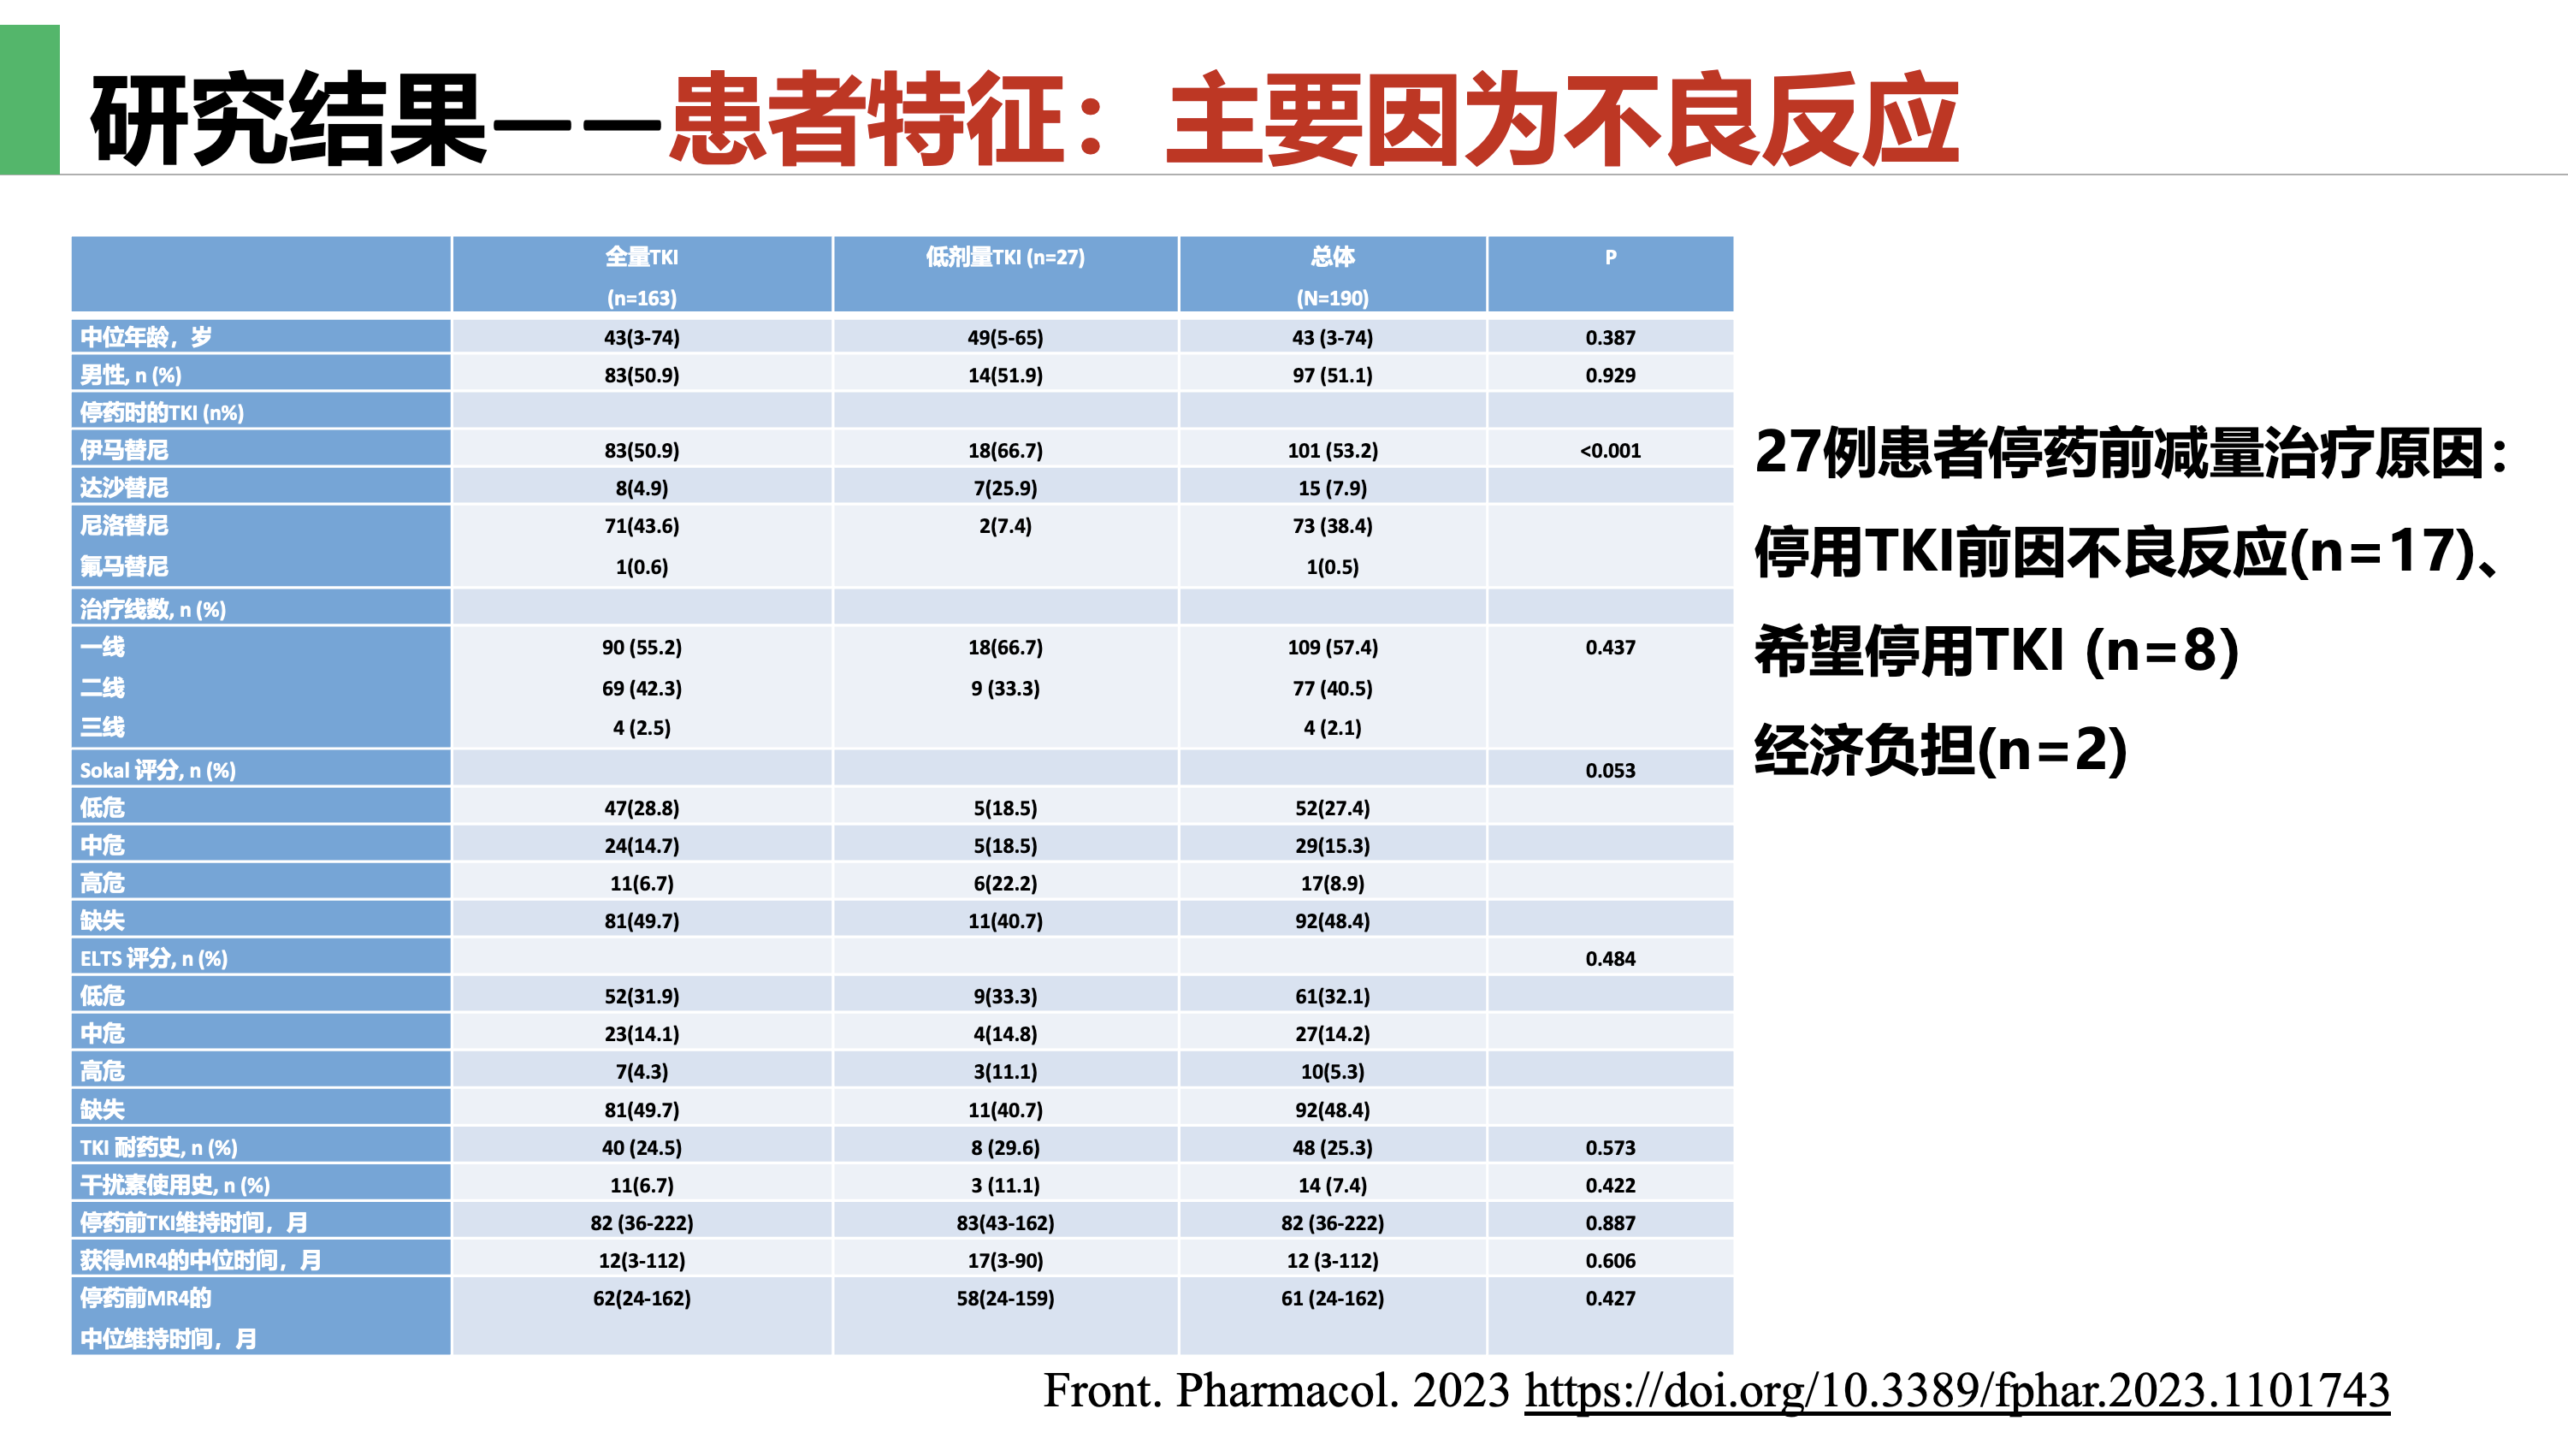 研究结果——患者特征：主要因为不良反应
全量TKI (n=163) 低剂量TKI (n=27) 总体 (N=190) P
中位年龄，岁 43(3-74) 49(5-65) 43 (3-74) 0.387
男性, n (%) 83(50.9) 14(51.9) 97 (51.1) 0.929
停药时的TKI (n%)
伊马替尼 83(50.9) 18(66.7) 101 (53.2) <0.001
达沙替尼 8(4.9) 7(25.9) 15 (7.9)
尼洛替尼 71(43.6) 2(7.4) 73 (38.4)
氟马替尼 1(0.6) 1(0.5)
治疗线数, n (%)
一线 90 (55.2) 18(66.7) 109 (57.4) 0.437
二线 69 (42.3) 9 (33.3) 77 (40.5)
三线 4 (2.5) 4 (2.1)
Sokal 评分, n (%) 0.053
低危 47(28.8) 5(18.5) 52(27.4)
中危 24(14.7) 5(18.5) 29(15.3)
高危 11(6.7) 6(22.2) 17(8.9)
缺失 81(49.7) 11(40.7) 92(48.4)
ELTS 评分, n (%) 0.484
低危 52(31.9) 9(33.3) 61(32.1)
中危 23(14.1) 4(14.8) 27(14.2)
高危 7(4.3) 3(11.1) 10(5.3)
缺失 81(49.7) 11(40.7) 92(48.4)
TKI 耐药史, n (%) 40 (24.5) 8 (29.6) 48 (25.3) 0.573
干扰素使用史, n (%) 11(6.7) 3 (11.1) 14 (7.4) 0.422
停药前TKI维持时间，月 82 (36-222) 83(43-162) 82 (36-222) 0.887
获得MR4的中位时间，月 12(3-112) 17(3-90) 12 (3-112) 0.606
停药前MR4的 62(24-162) 58(24-159) 61 (24-162) 0.427
中位维持时间，月
27例患者停药前减量治疗原因：
停用TKI前因不良反应(n=17)、
希望停用TKI (n=8)
经济负担(n=2)
Front. Pharmacol. 2023 https://doi.org/10.3389/fphar.2023.1101743